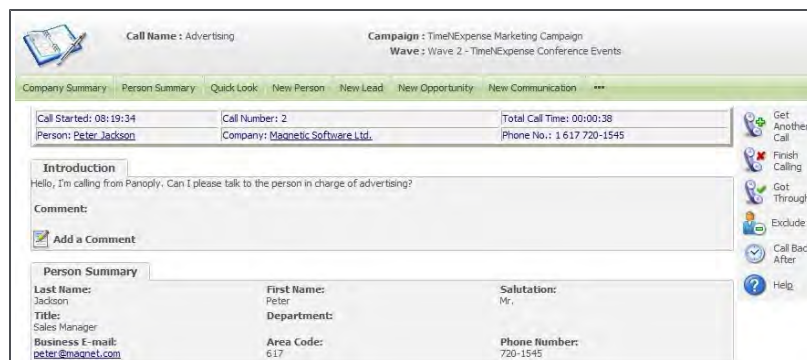 Call Name : Advertising Campaign : TimeNExpense Marketing Campaign
Wave : Wave 2 - TimeNExpense Conference Events
Company Summary Person Summary Quick Look New Person New Lead New Opportunity New Communication •••
Call Started: 08:19:34 Call Number: 2 Total Call Time: 00:00:38
Person: Peter Jackson Company: Magnetic Software Ltd. Phone No.: 1 617 720-1545
Get
Another
Call
Finish
Calling
Got
Through
Exclude
Call Bac
After
Help
Introduction
Hello, I'm calling from Panoply. Can I please talk to the person in charge of advertising?
Comment:
Add a Comment
Person Summary
Last Name: First Name: Salutation:
Jackson Peter Mr.
Title: Department:
Sales Manager
Business E-mail: Area Code: Phone Number:
peter@magnet.com 617 720-1545